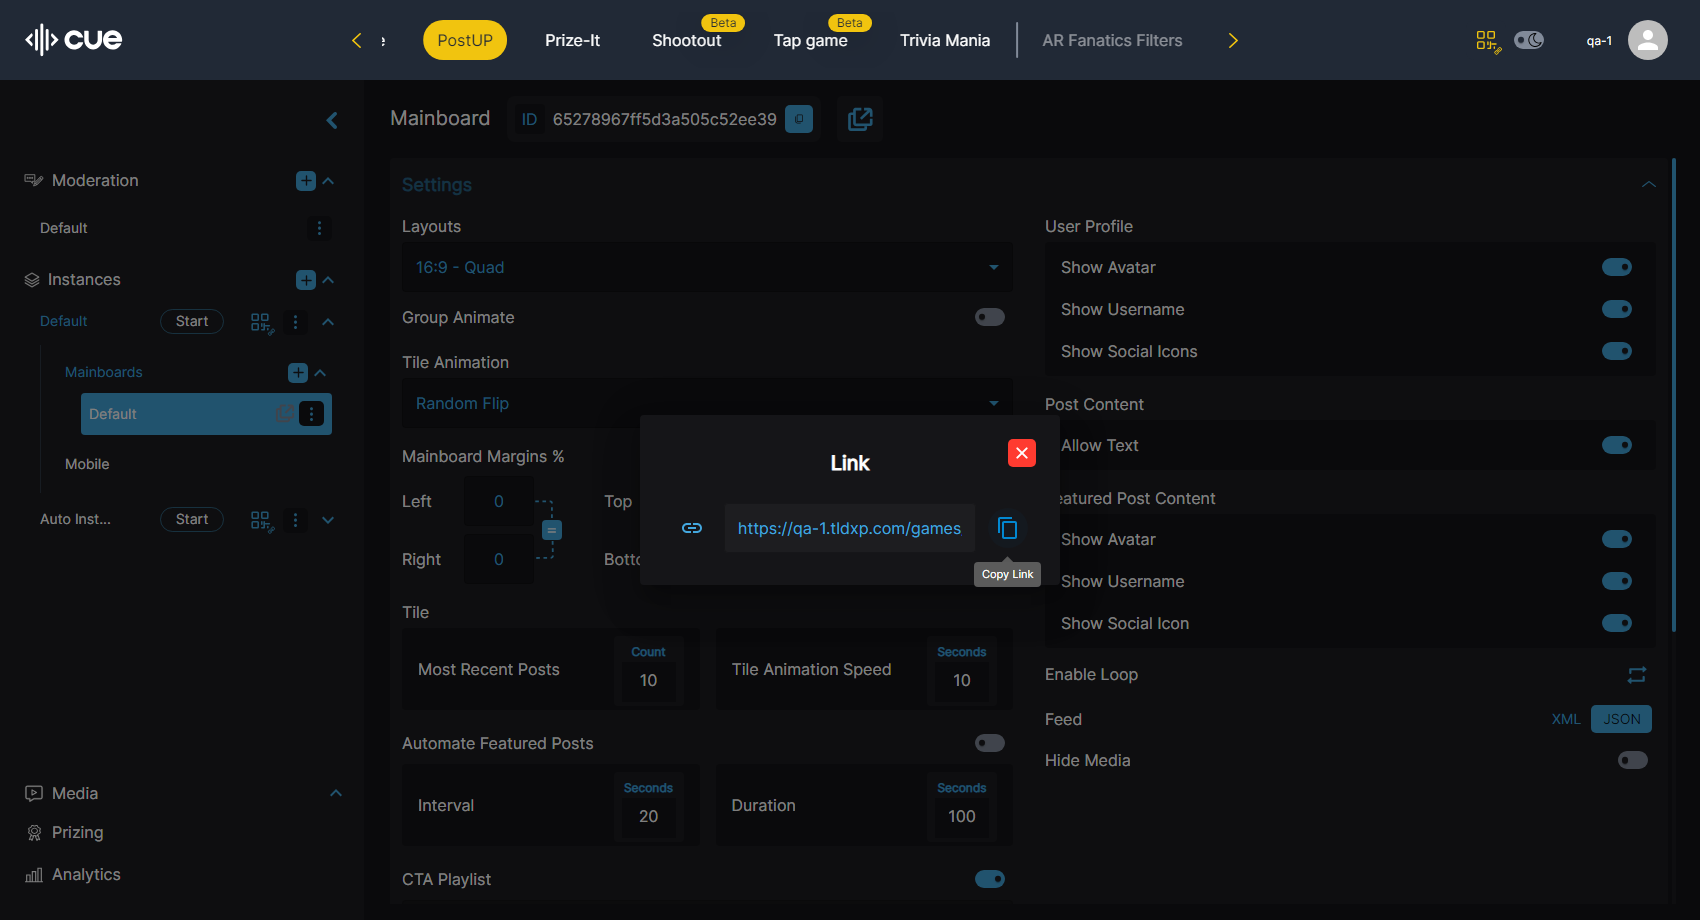 cue
e
PostUP
Prize-It
Beta
Shootout
Beta
Tap game
Trivia Mania
AR Fanatics Filters
qa-1
Mainboard
ID
65278967ff5d3a505c52ee39
Moderation
Default
Instances
Default
Start
Mainboards
Default
Mobile
Auto Inst...
Start
Media
Prizing
Analytics
Settings
Layouts
16:9 - Quad
Group Animate
Tile Animation
Random Flip
Mainboard Margins %
Left
0
Top
=
Right
0
Botto
Tile
Most Recent Posts
Count
10
Tile Animation Speed
Seconds
10
Automate Featured Posts
Interval
Seconds
20
Duration
Seconds
100
CTA Playlist
User Profile
Show Avatar
Show Username
Show Social Icons
Post Content
Allow Text
eatured Post Content
Show Avatar
Show Username
Show Social Icon
Enable Loop
Feed
XML
JSON
Hide Media
Link
https://qa-1.tldxp.com/games
Copy Link